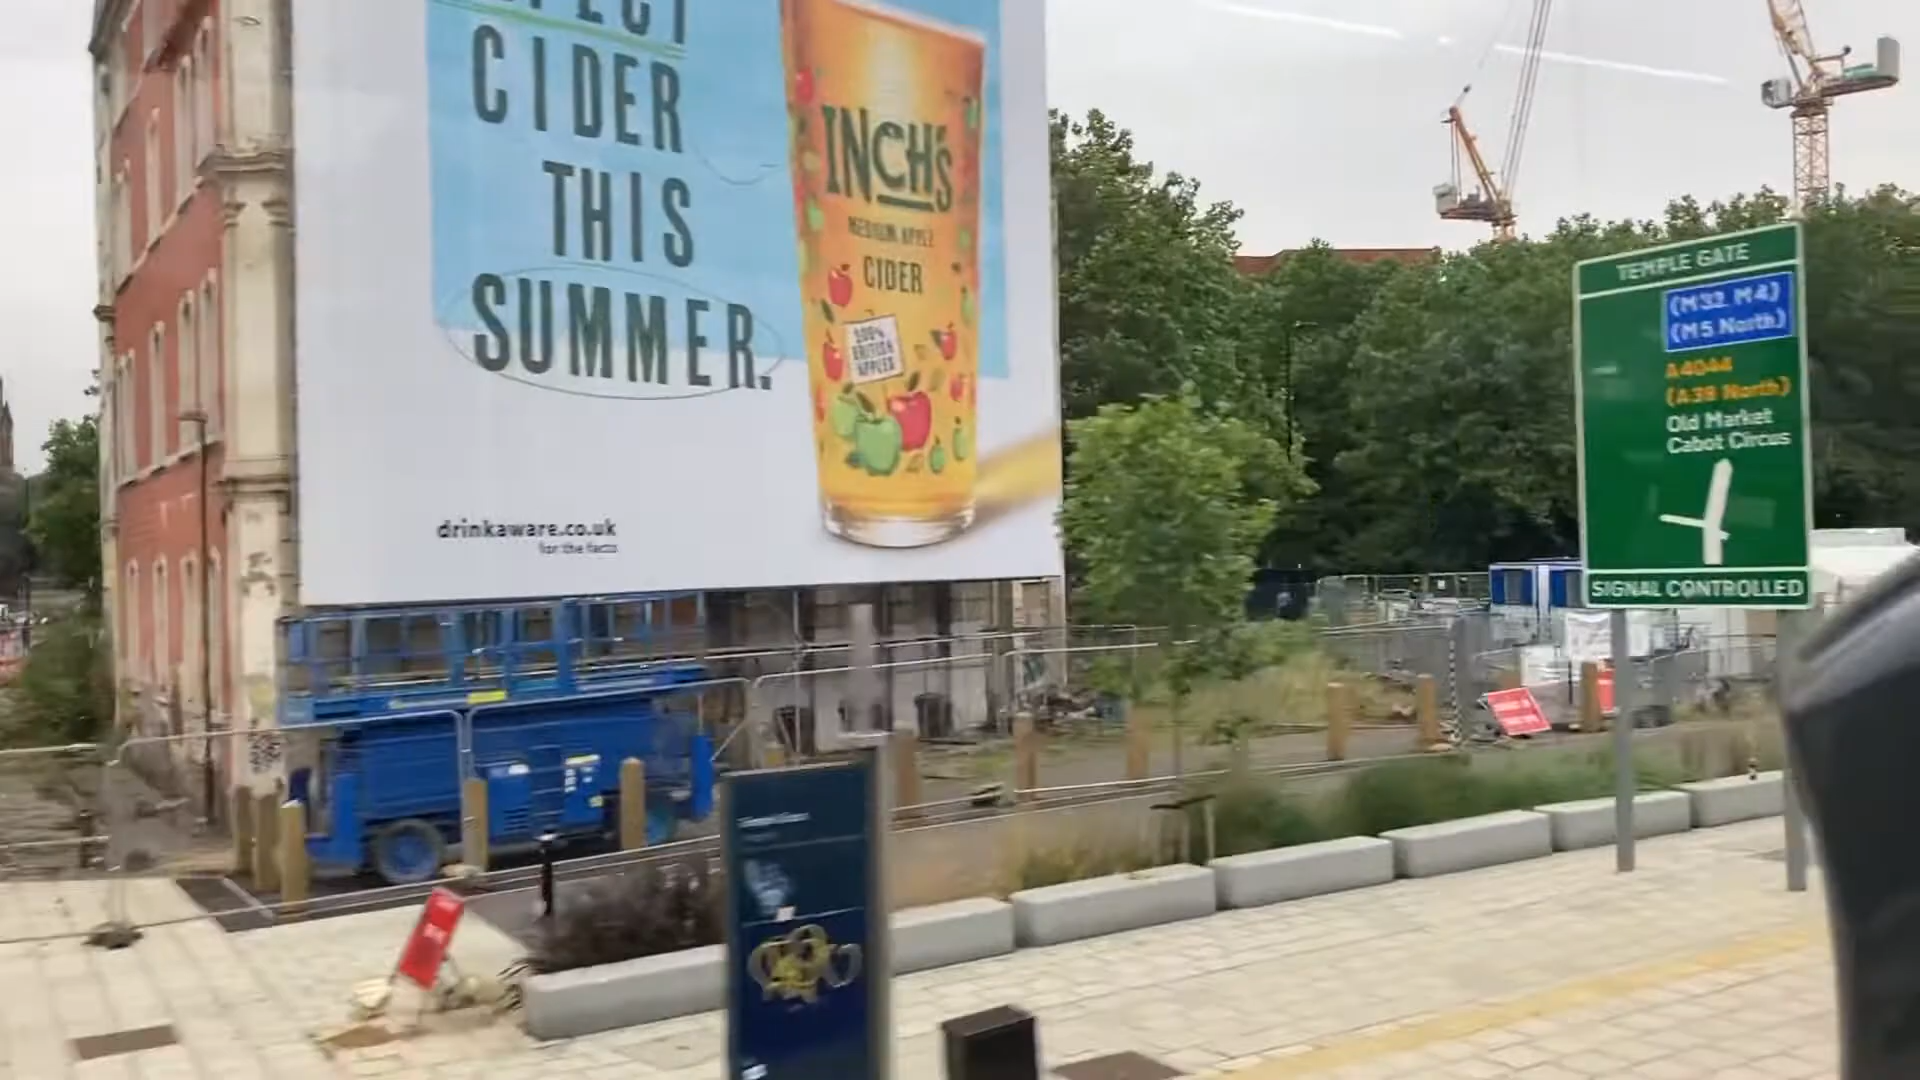 CIDER
THIS
SUMMER.
INCH's
MEDIUM APPLE
CIDER
100%
BRITISH
APPLES
drinkaware.co.uk
for the facts
TEMPLE GATE
(M32, M4)
(M5 North)
A4044
(A38 North)
Old Market
Cabot Circus
SIGNAL CONTROLLED